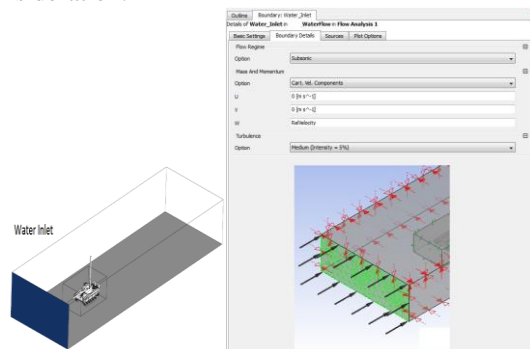 Water Inlet
Outline Boundary: Water_Inlet
Details of Water_Inlet in WaterFlow in Flow Analysis 1
Basic Settings Boundary Details Sources Plot Options
Flow Regime
Option Subsonic
Mass And Momentum
Option Cart. Vel. Components
U 0 [m s^-1]
V 0 [m s^-1]
W
Turbulence
Option Medium (Intensity = 5%)